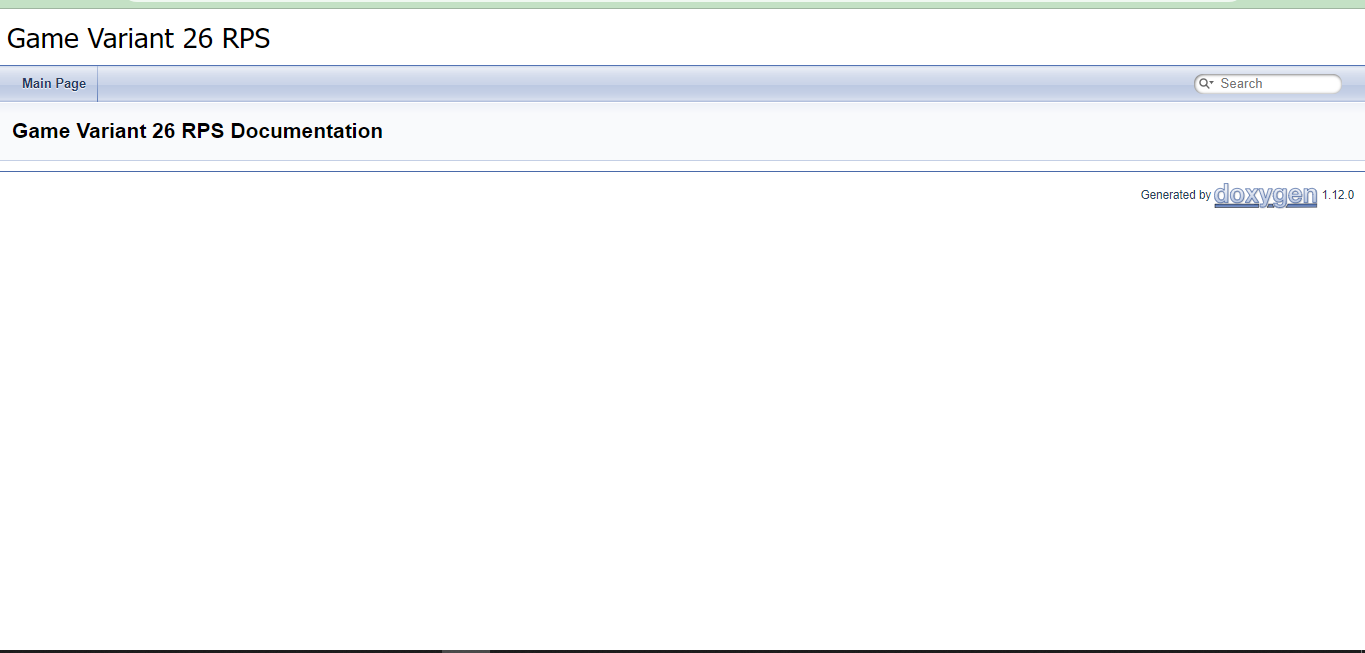 Game Variant 26 RPS
Main Page
Search
Game Variant 26 RPS Documentation
Generated by doxygen 1.12.0